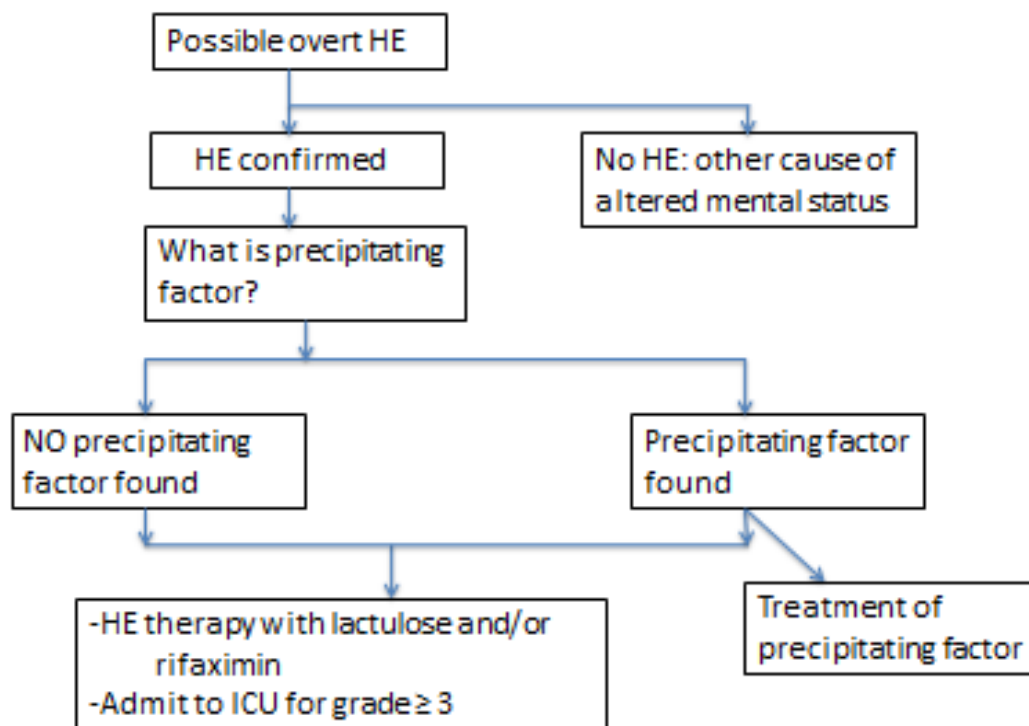 Possible overt HE
HE confirmed
No HE: other cause of
altered mental status
What is precipitating
factor?
NO precipitating
factor found
Precipitating factor
found
-HE therapy with lactulose and/or
rifaximin
-Admit to ICU for grade ≥ 3
Treatment of
precipitating factor